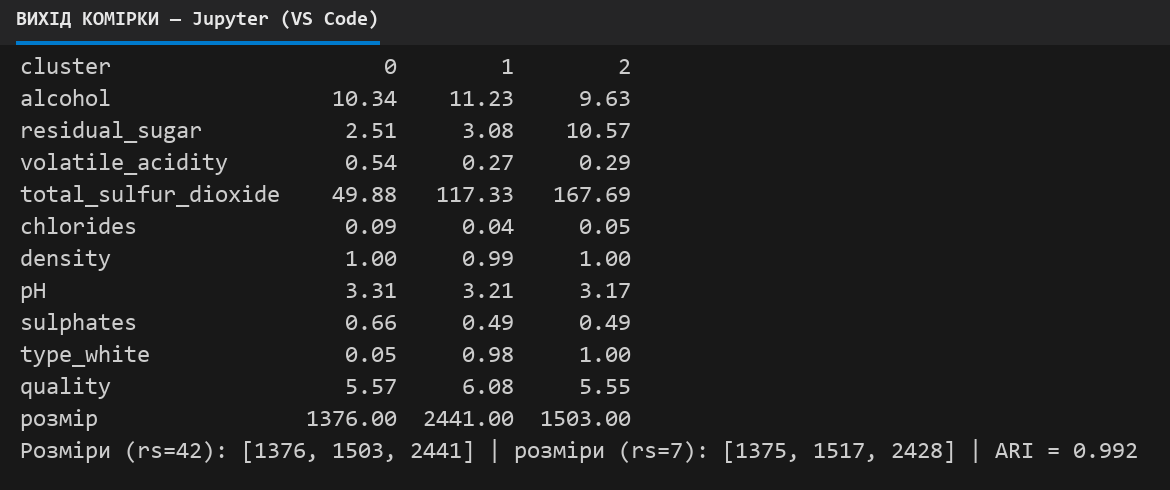 ВИХІД КОМІРКИ — Jupyter (VS Code)
cluster 0 1 2
alcohol 10.34 11.23 9.63
residual_sugar 2.51 3.08 10.57
volatile_acidity 0.54 0.27 0.29
total_sulfur_dioxide 49.88 117.33 167.69
chlorides 0.09 0.04 0.05
density 1.00 0.99 1.00
pH 3.31 3.21 3.17
sulphates 0.66 0.49 0.49
type_white 0.05 0.98 1.00
quality 5.57 6.08 5.55
розмір 1376.00 2441.00 1503.00
Розміри (rs=42): [1376, 1503, 2441] | розміри (rs=7): [1375, 1517, 2428] | ARI = 0.992